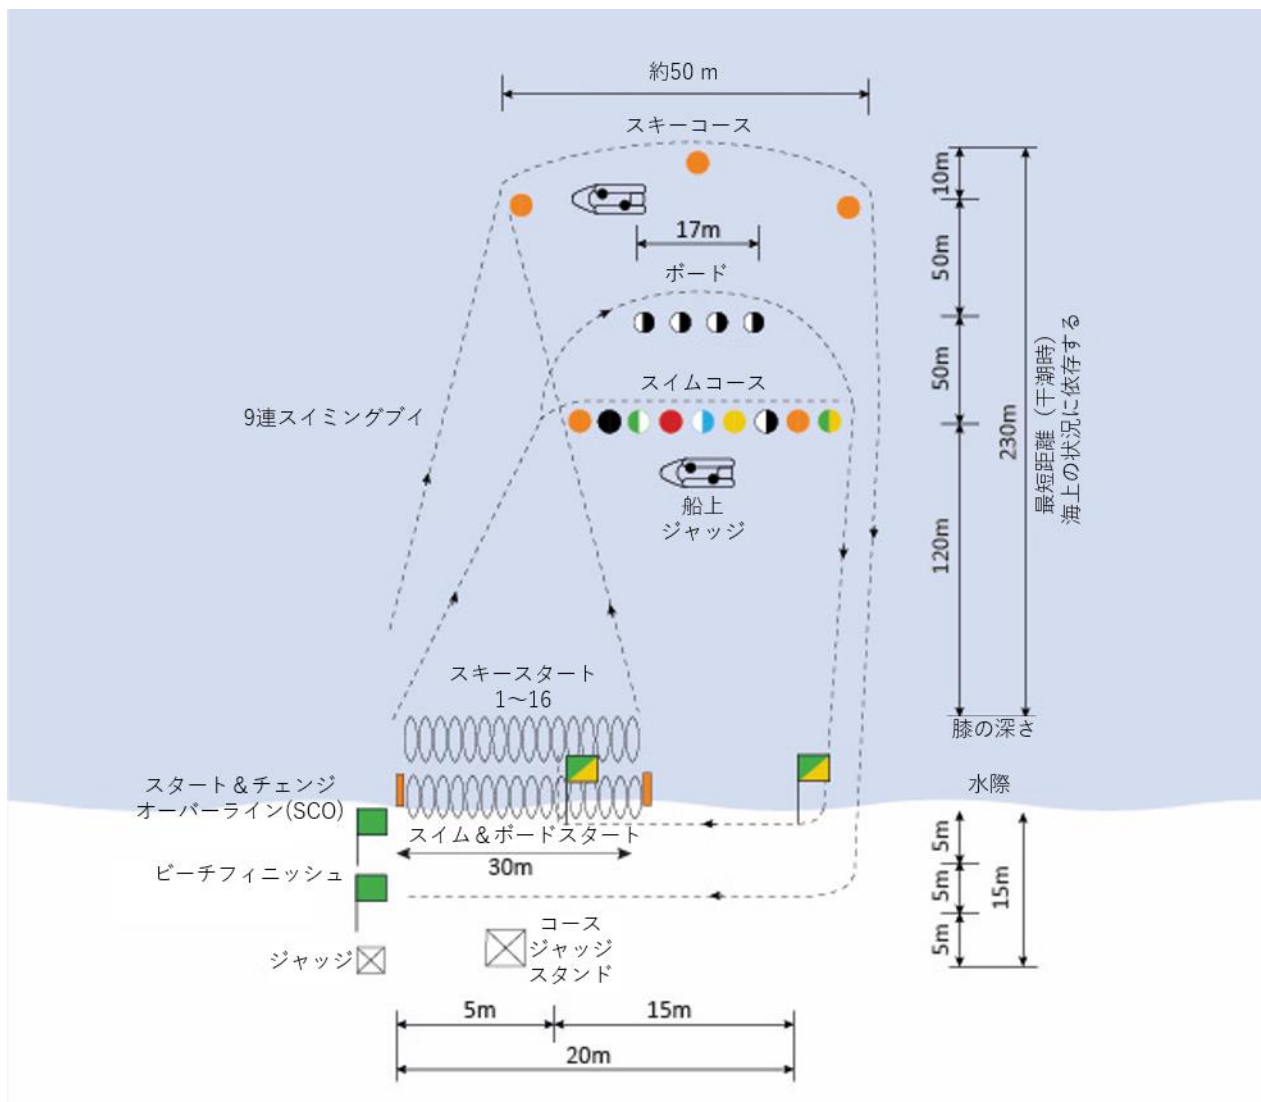 約50 m
スキーコース
17m
ボード
スイムコース
9連スイミングブイ
船上
ジャッジ
10m
50m
50m
120m
230m
最短距離（干潮時）
海上の状況に依存する
スキースタート
1～16
膝の深さ
水際
スタート＆チェンジ
オーバーライン(SCO)
スイム＆ボードスタート
30m
ビーチフィニッシュ
ジャッジ
コース
ジャッジ
スタンド
5m
5m
5m
15m
5m
15m
20m